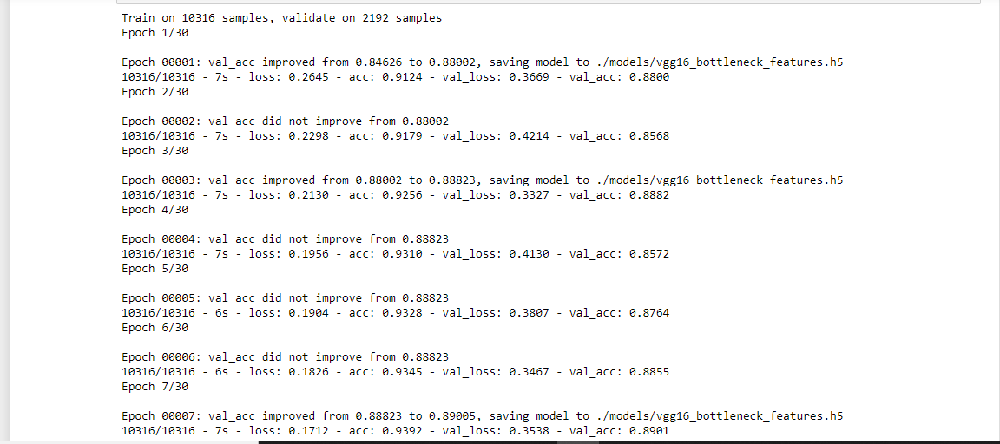 Train on 10316 samples, validate on 2192 samples
Epoch 1/30
Epoch 00001: val_acc improved from 0.84626 to 0.88002, saving model to ./models/vgg16_bottleneck_features.h5
10316/10316 - 7s - loss: 0.2645 - acc: 0.9124 - val_loss: 0.3669 - val_acc: 0.8800
Epoch 2/30
Epoch 00002: val_acc did not improve from 0.88002
10316/10316 - 7s - loss: 0.2298 - acc: 0.9179 - val_loss: 0.4214 - val_acc: 0.8568
Epoch 3/30
Epoch 00003: val_acc improved from 0.88002 to 0.88823, saving model to ./models/vgg16_bottleneck_features.h5
10316/10316 - 7s - loss: 0.2130 - acc: 0.9256 - val_loss: 0.3327 - val_acc: 0.8882
Epoch 4/30
Epoch 00004: val_acc did not improve from 0.88823
10316/10316 - 7s - loss: 0.1956 - acc: 0.9310 - val_loss: 0.4130 - val_acc: 0.8572
Epoch 5/30
Epoch 00005: val_acc did not improve from 0.88823
10316/10316 - 6s - loss: 0.1904 - acc: 0.9328 - val_loss: 0.3807 - val_acc: 0.8764
Epoch 6/30
Epoch 00006: val_acc did not improve from 0.88823
10316/10316 - 6s - loss: 0.1826 - acc: 0.9345 - val_loss: 0.3467 - val_acc: 0.8855
Epoch 7/30
Epoch 00007: val_acc improved from 0.88823 to 0.89005, saving model to ./models/vgg16_bottleneck_features.h5
10316/10316 - 7s - loss: 0.1712 - acc: 0.9392 - val_loss: 0.3538 - val_acc: 0.8901